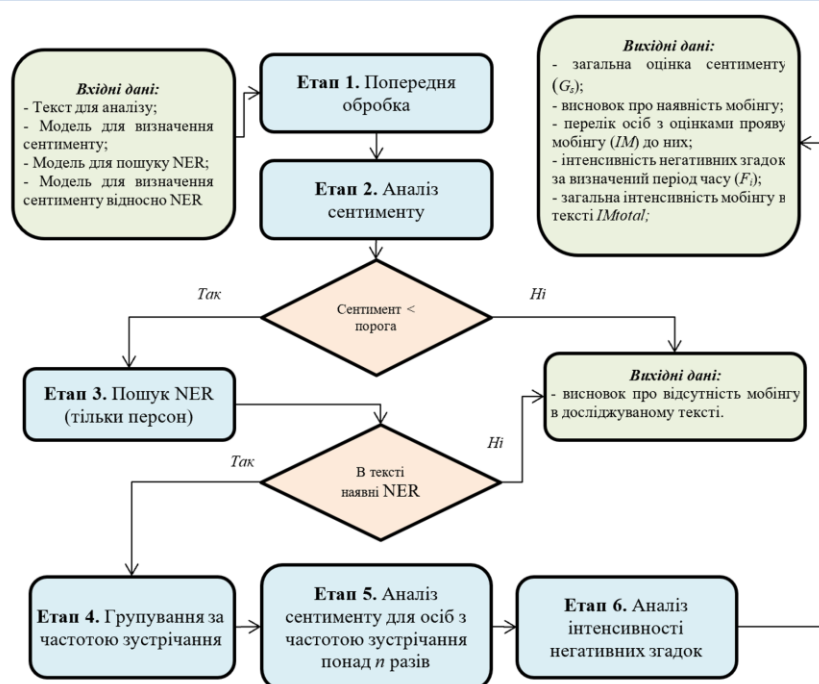 Вхідні дані:
- Текст для аналізу;
- Модель для визначення
сентименту;
- Модель для пошуку NER;
- Модель для визначення
сентименту відносно NER
Етап 1. Попередня
обробка
Етап 2. Аналіз
сентименту
Вихідні дані:
- загальна оцінка сентименту
(Gs);
- висновок про наявність мобінгу;
- перелік осіб з оцінками прояву
мобінгу (IM) до них;
- інтенсивність негативних згадок
за визначений період часу (Fi);
- загальна інтенсивність мобінгу в
тексті IMtotal;
Так
Сентимент <
порога
Ні
Етап 3. Пошук NER
(тільки персон)
Вихідні дані:
- висновок про відсутність мобінгу
в досліджуваному тексті.
Так
В тексті
наявні NER
Ні
Етап 4. Групування за
частотою зустрічання
Етап 5. Аналіз
сентименту для осіб з
частотою зустрічання
понад n разів
Етап 6. Аналіз
інтенсивності
негативних згадок